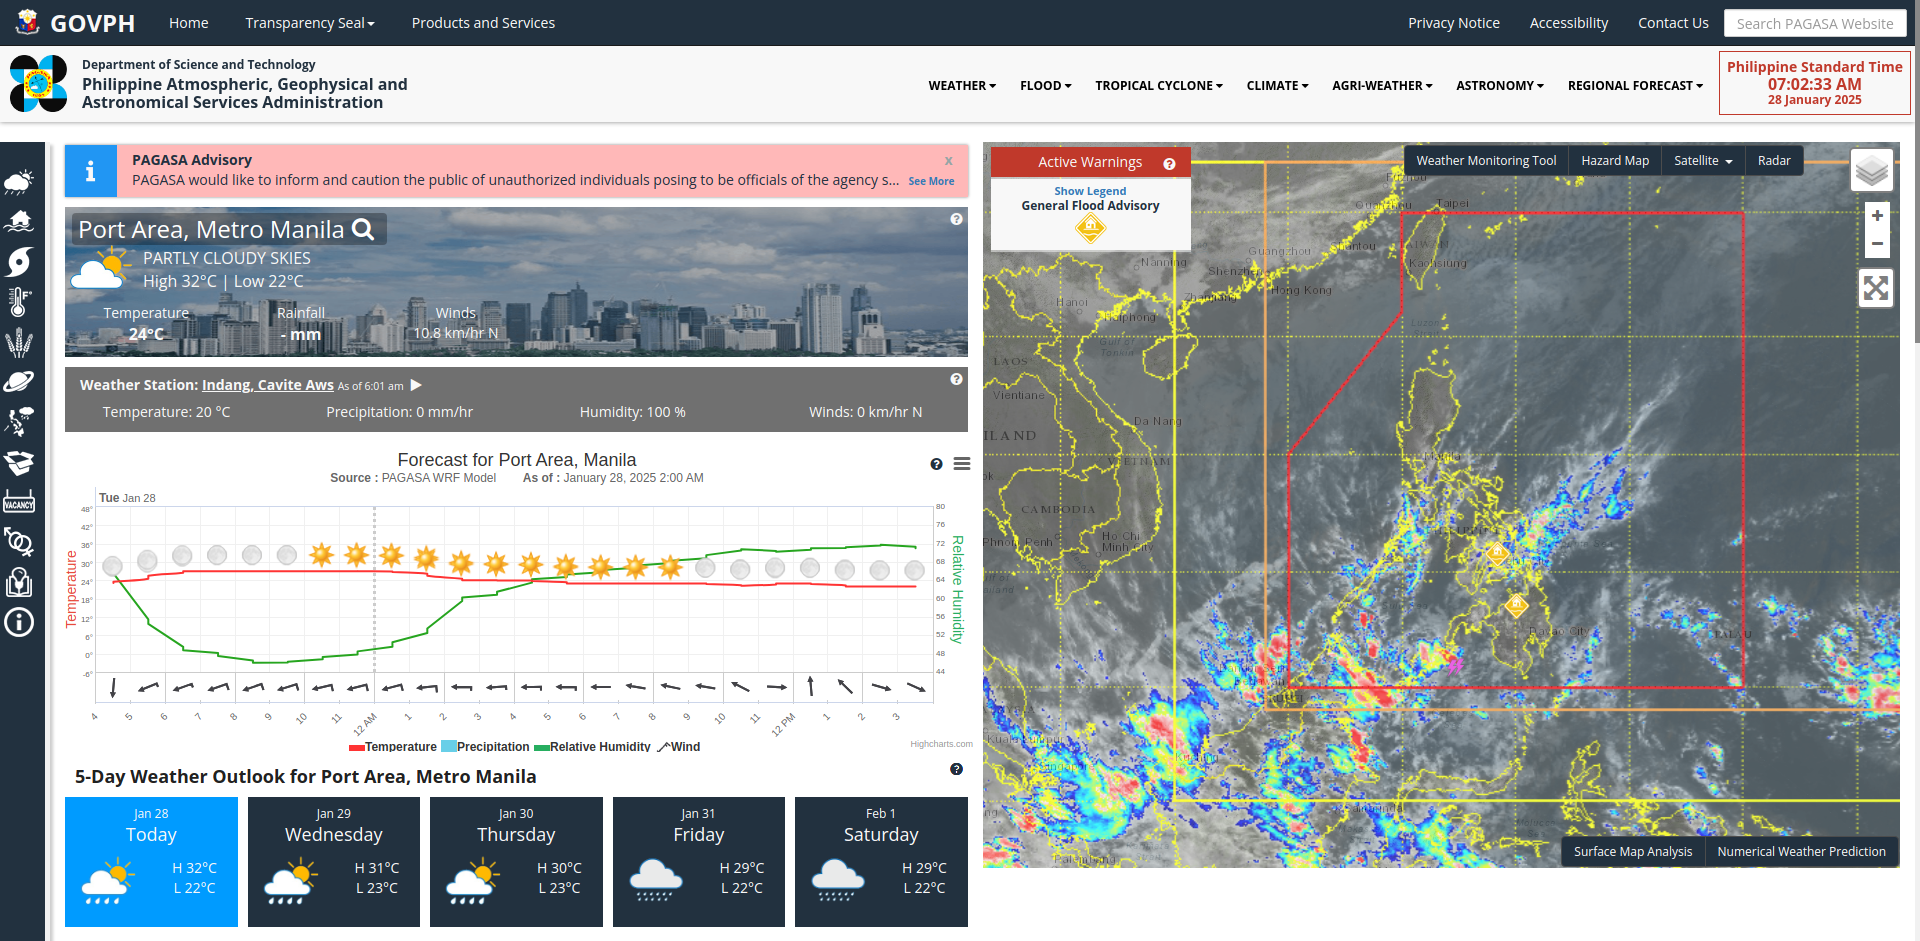 GOVPH
Home
Transparency Seal
Products and Services
Privacy Notice
Accessibility
Contact Us
Search PAGASA Website
Department of Science and Technology
Philippine Atmospheric, Geophysical and
Astronomical Services Administration
WEATHER
FLOOD
TROPICAL CYCLONE
CLIMATE
AGRI-WEATHER
ASTRONOMY
REGIONAL FORECAST
Philippine Standard Time
07:02:33 AM
28 January 2025
VACANCY
PAGASA Advisory
x
PAGASA would like to inform and caution the public of unauthorized individuals posing to be officials of the agency s...
See More
Port Area, Metro Manila
PARTLY CLOUDY SKIES
High 32°C | Low 22°C
Temperature
Rainfall
Winds
24°C
- mm
10.8 km/hr N
Weather Station: Indang, Cavite Aws As of 6:01 am
Temperature: 20 °C
Precipitation: 0 mm/hr
Humidity: 100 %
Winds: 0 km/hr N
Forecast for Port Area, Manila
Source : PAGASA WRF Model
As of : January 28, 2025 2:00 AM
Tue Jan 28
Temperature
48°
42°
36°
30°
24°
18°
12°
6°
0°
-6°
80
76
72
68
64
60
56
52
48
44
Relative Humidity
4 5 6 7 8 9 10 11 12 AM 1 2 3 4 5 6 7 8 9 10 11 12 PM 1 2 3
Temperature
Precipitation
Relative Humidity
Wind
Highcharts.com
5-Day Weather Outlook for Port Area, Metro Manila
Jan 28
Today
H 32°C
L 22°C
Jan 29
Wednesday
H 31°C
L 23°C
Jan 30
Thursday
H 30°C
L 23°C
Jan 31
Friday
H 29°C
L 22°C
Feb 1
Saturday
H 29°C
L 22°C
Active Warnings
Show Legend
General Flood Advisory
Weather Monitoring Tool
Hazard Map
Satellite
Radar
+
−
Taipei
Guangzhou
Shantou
Kaohsiung
Nanning
Shenzhen
Hong Kong
Hanoi
Haiphong
Luzon
Gulf of
Tonkin
LAOS
Vientiane
Da Nang
ILAND
VIETNAM
CAMBODIA
Phnom Penh
Ho Chi
Minh City
Manila
Davao City
PALAU
Kuala Lumpur
Singapore
Kuching
Palembang
Surface Map Analysis
Numerical Weather Prediction